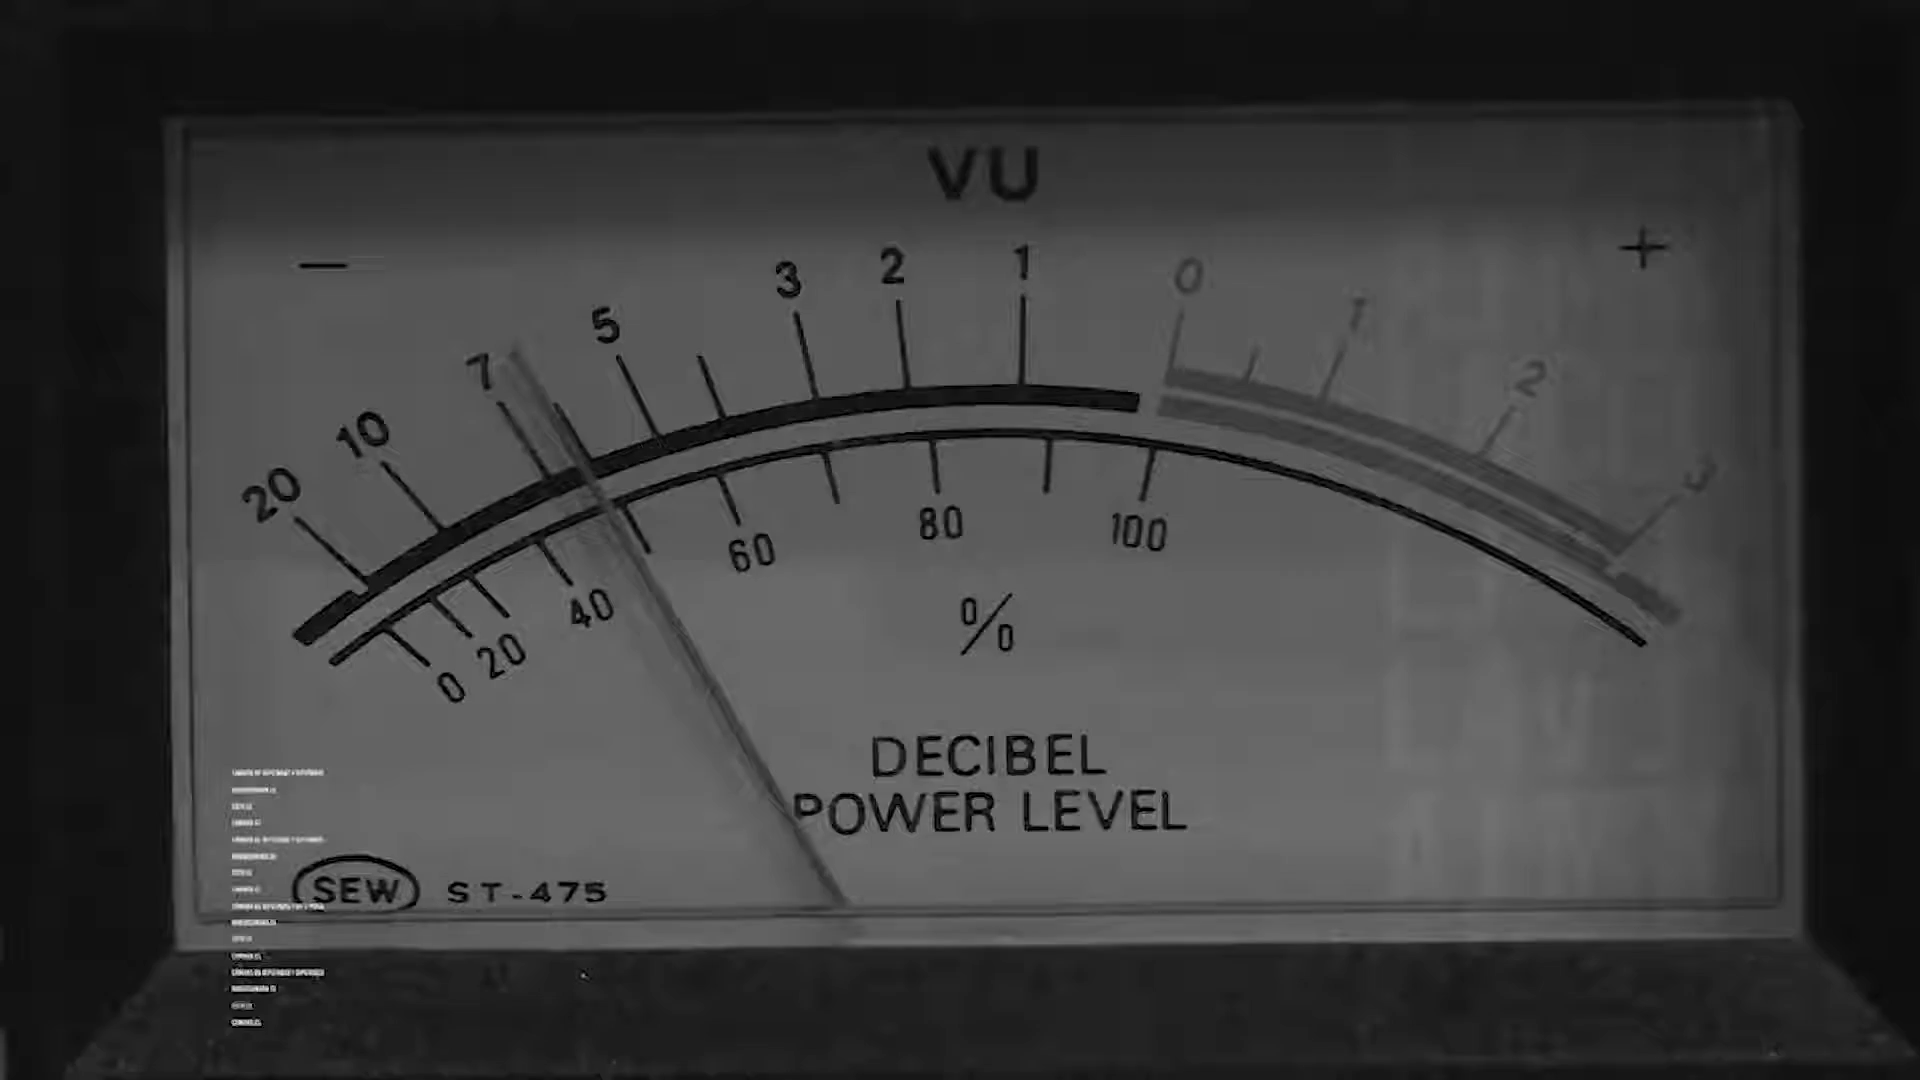 VU
− +
20 10 7 5 3 2 1 0 1 2 3
0 20 40 60 80 100
%
DECIBEL
POWER LEVEL
SEW ST-475